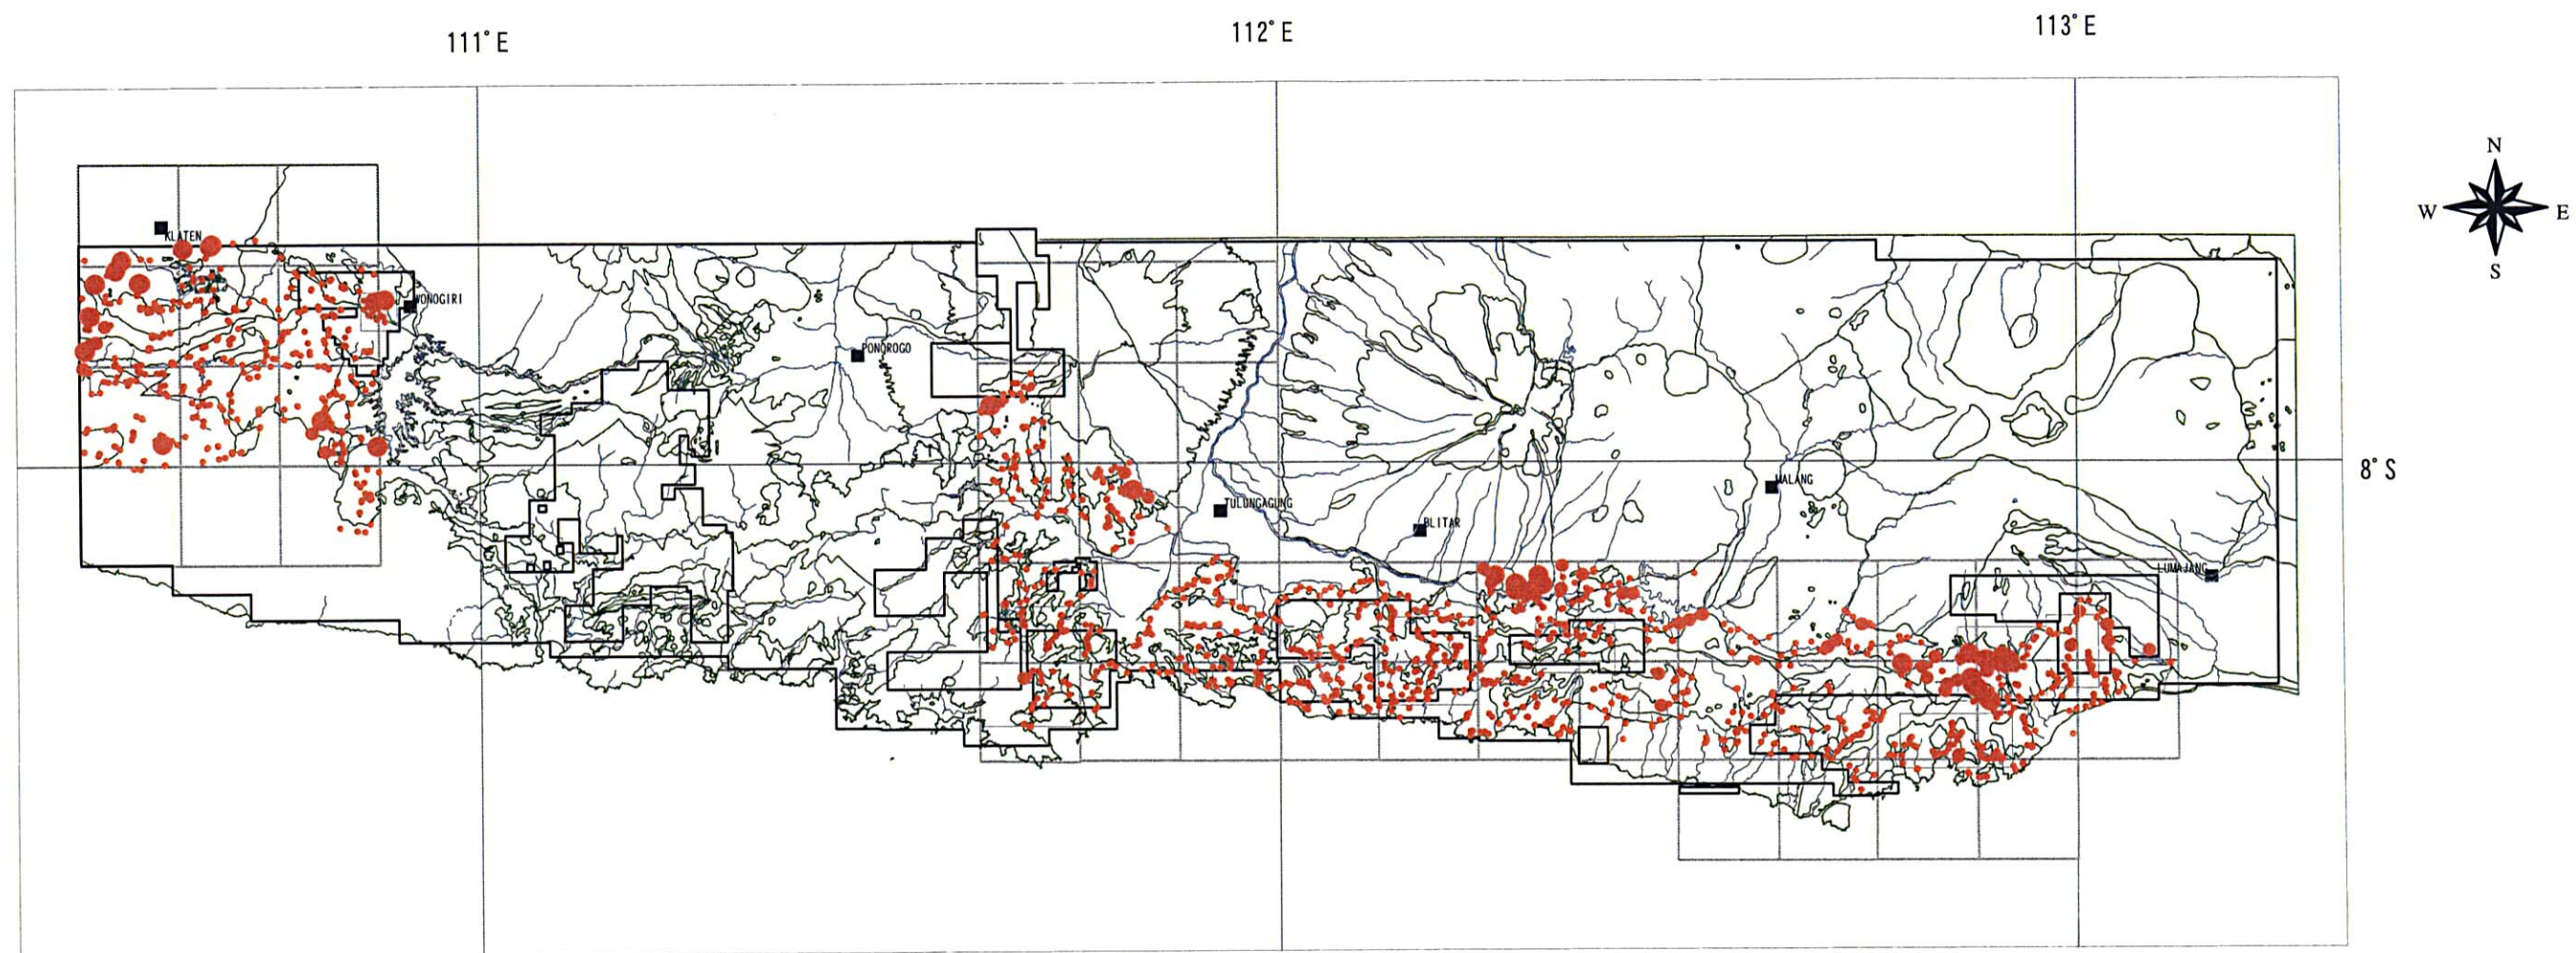 111° E
112° E
113° E
N
W
E
S
KLATEN
WONOGIRI
PONOROGO
8° S
MALANG
TULUNGAGUNG
BLITAR
LUMAJANG